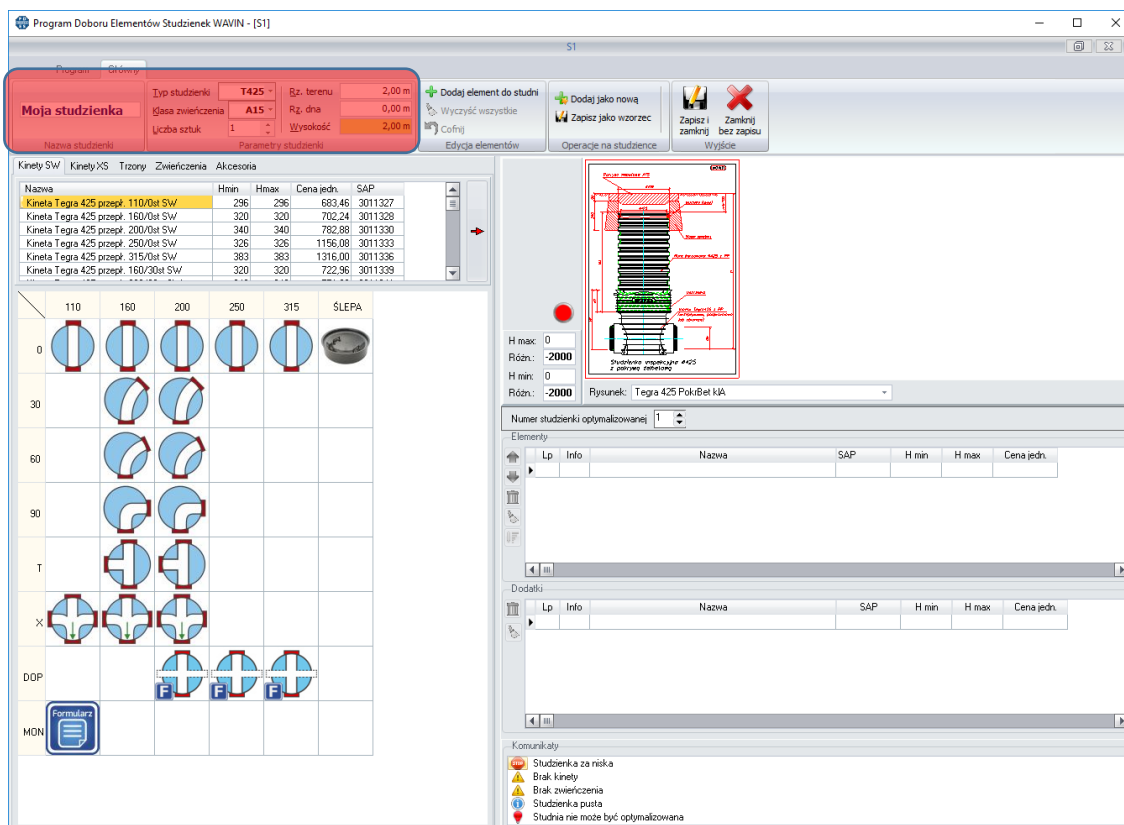 Program Doboru Elementów Studzienek WAVIN - [S1]
S1
Program Główny
Moja studzienka
Nazwa studzienki
Typ studzienki T425
Klasa zwieńczenia A15
Liczba sztuk 1
Rz. terenu 2,00 m
Rz. dna 0,00 m
Wysokość 2,00 m
Parametry studzienki
Dodaj element do studni
Wyczyść wszystkie
Cofnij
Edycja elementów
Dodaj jako nową
Zapisz jako wzorzec
Operacje na studzience
Zapisz i zamknij
Zamknij bez zapisu
Wyjście
Kinety SW Kinety XS Trzony Zwieńczenia Akcesoria
Nazwa Hmin Hmax Cena jedn. SAP
Kineta Tegra 425 przepł. 110/0st SW 296 296 683,46 3011327
Kineta Tegra 425 przepł. 160/0st SW 320 320 702,24 3011328
Kineta Tegra 425 przepł. 200/0st SW 340 340 782,88 3011330
Kineta Tegra 425 przepł. 250/0st SW 326 326 1156,08 3011333
Kineta Tegra 425 przepł. 315/0st SW 383 383 1316,00 3011336
Kineta Tegra 425 przepł. 160/30st SW 320 320 722,96 3011339
110 160 200 250 315 ŚLEPA
0
30
60
90
T
X
DOP F F F
MON Formularz
H max: 0
Różn.: -2000
H min: 0
Różn.: -2000
Studzienka inspekcyjna
z pokrywą żelbetową
Rysunek: Tegra 425 PokrBet klA
Numer studzienki optymalizowanej 1
Elementy
Lp Info Nazwa SAP H min H max Cena jedn.
Dodatki
Lp Info Nazwa SAP H min H max Cena jedn.
Komunikaty
STOP Studzienka za niska
Brak kinety
Brak zwieńczenia
Studzienka pusta
Studnia nie może być optymalizowana